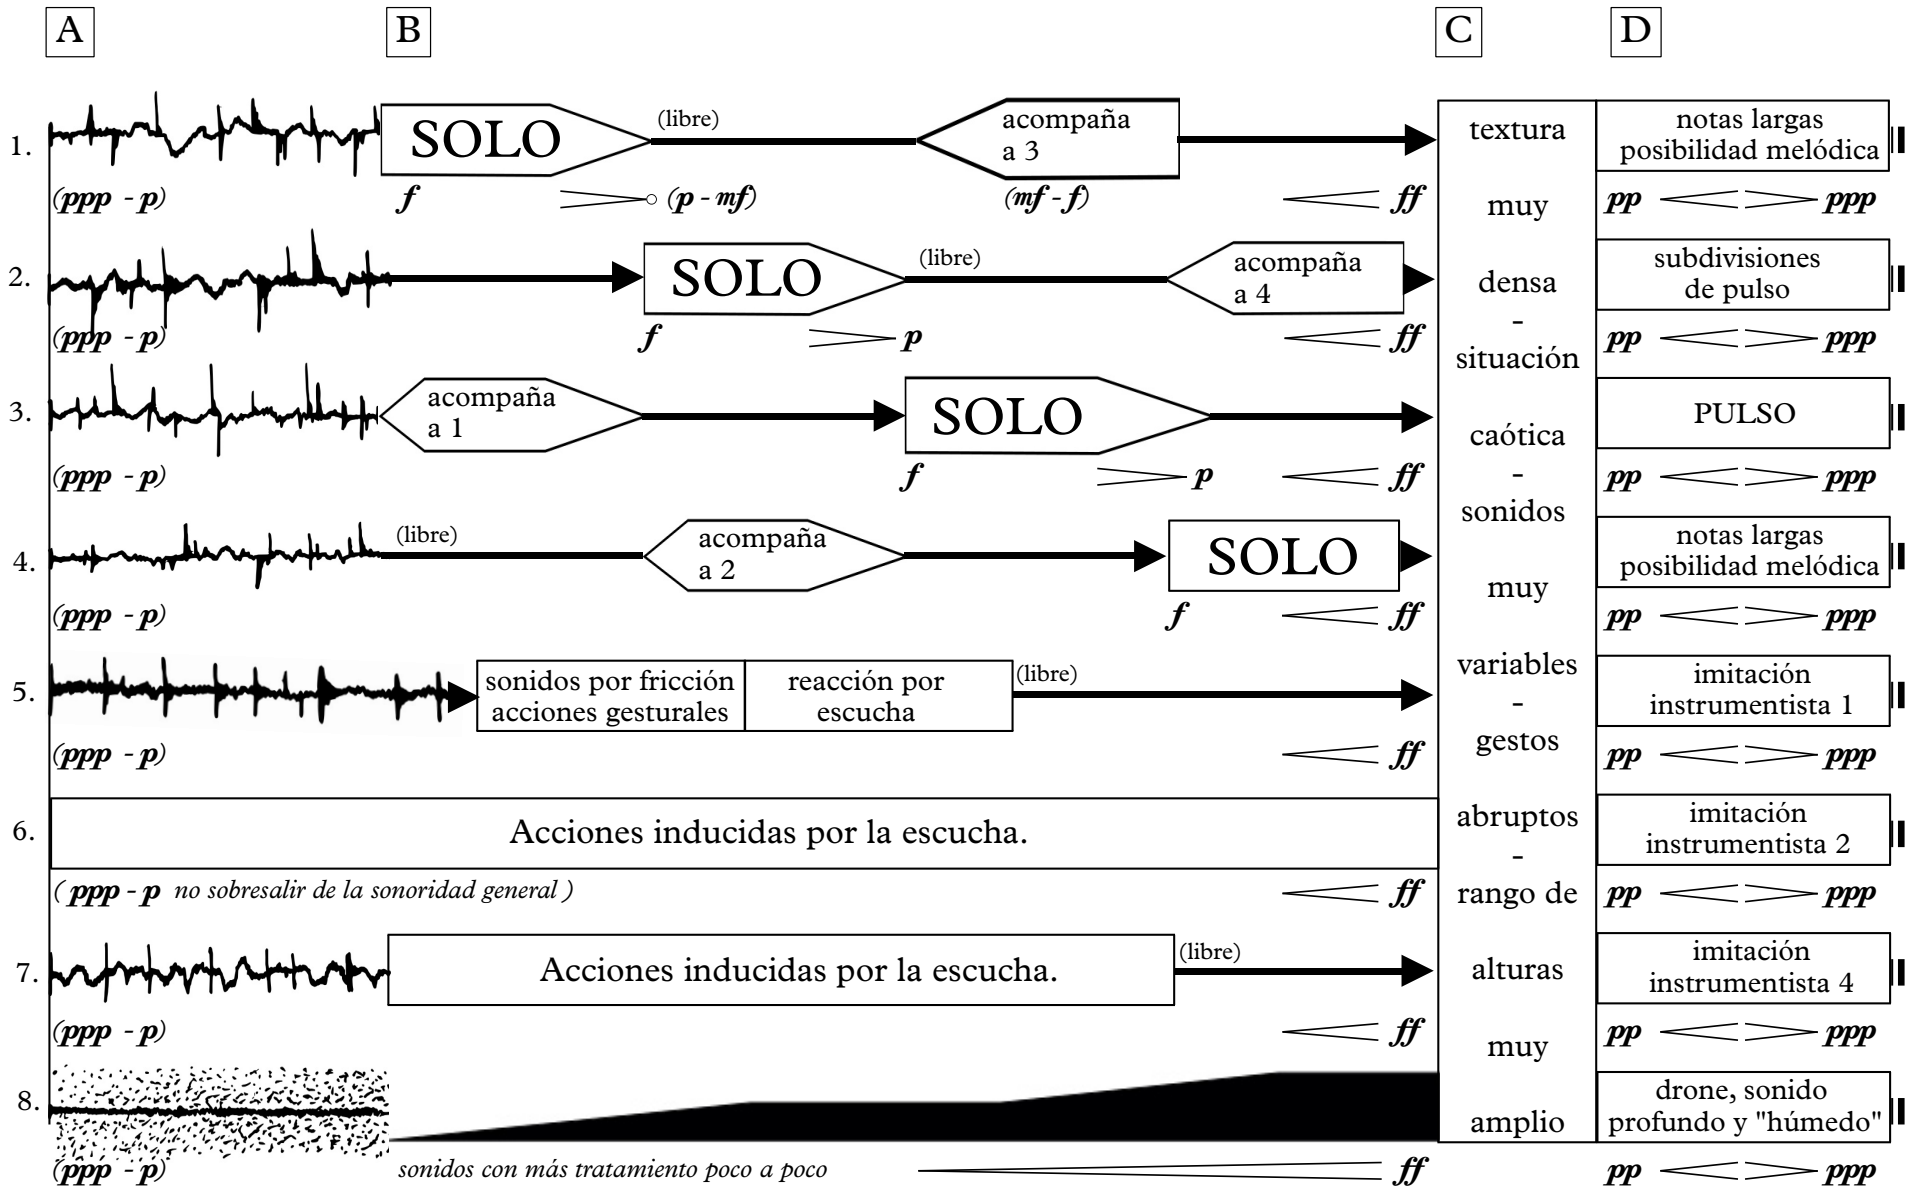 A B C D
1. SOLO (libre) acompaña
a 3
(ppp - p) f (p - mf) (mf - f) ff
2. SOLO (libre) acompaña
a 4
(ppp - p) f p ff
3. acompaña
a 1
SOLO
(ppp - p) f p ff
4. (libre) acompaña
a 2
SOLO
(ppp - p) f ff
5. sonidos por fricción
acciones gesturales
reacción por
escucha
(libre)
(ppp - p) ff
6. Acciones inducidas por la escucha.
( ppp - p no sobresalir de la sonoridad general ) ff
7. Acciones inducidas por la escucha. (libre)
(ppp - p) ff
8.
(ppp - p) sonidos con más tratamiento poco a poco ff
textura
muy
densa
-
situación
caótica
-
sonidos
muy
variables
-
gestos
abruptos
-
rango de
alturas
muy
amplio
notas largas
posibilidad melódica
pp ppp
subdivisiones
de pulso
pp ppp
PULSO
pp ppp
notas largas
posibilidad melódica
pp ppp
imitación
instrumentista 1
pp ppp
imitación
instrumentista 2
pp ppp
imitación
instrumentista 4
pp ppp
drone, sonido
profundo y "húmedo"
pp ppp